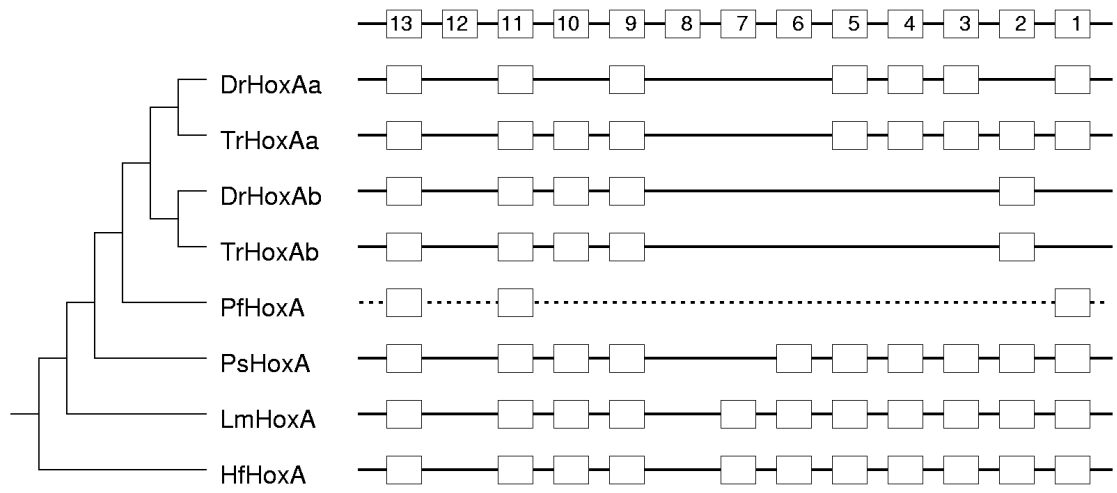 13 12 11 10 9 8 7 6 5 4 3 2 1
DrHoxAa
TrHoxAa
DrHoxAb
TrHoxAb
PfHoxA
PsHoxA
LmHoxA
HfHoxA